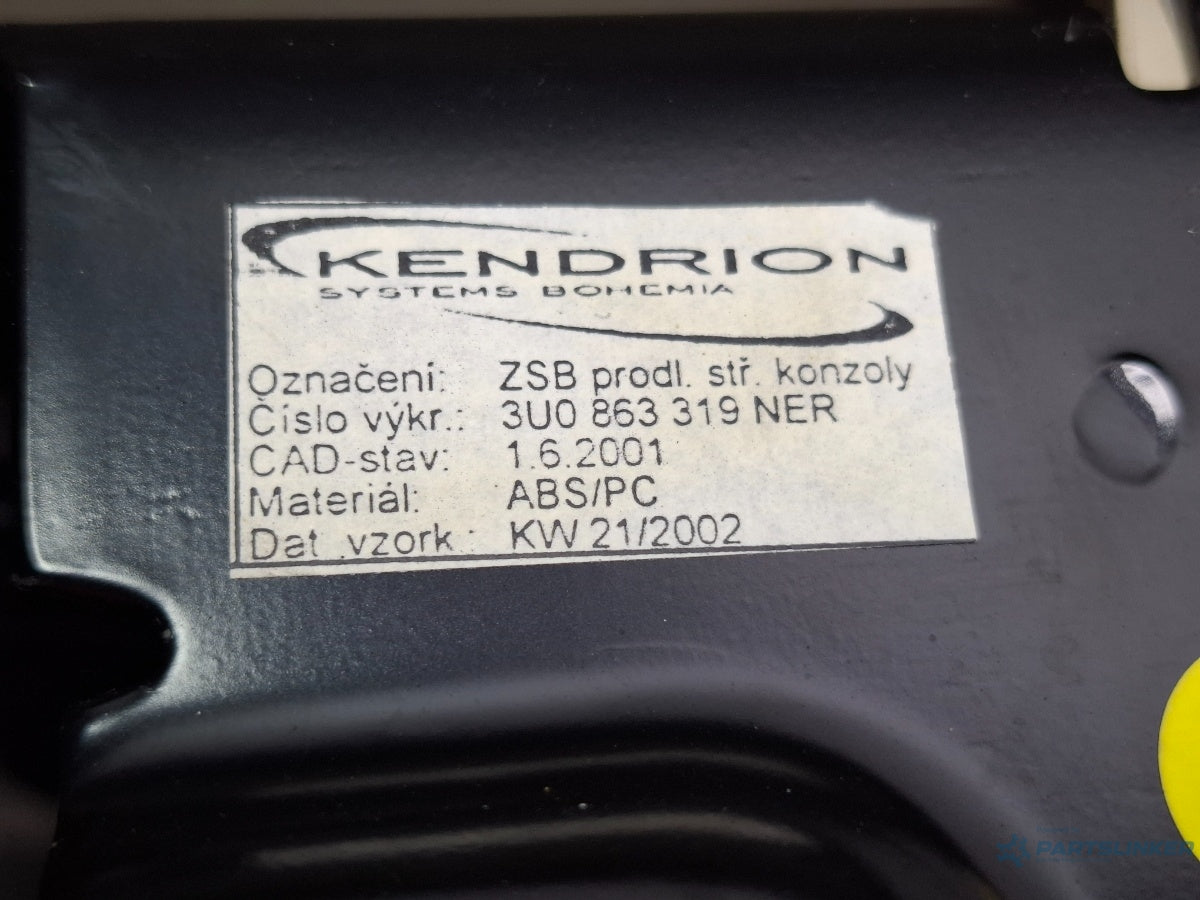 KENDRION
SYSTEMS BOHEMIA
Označení: ZSB prodl. stř. konzoly
Číslo výkr.: 3U0 863 319 NER
CAD-stav: 1.6.2001
Materiál: ABS/PC
Dat .vzork : KW 21/2002